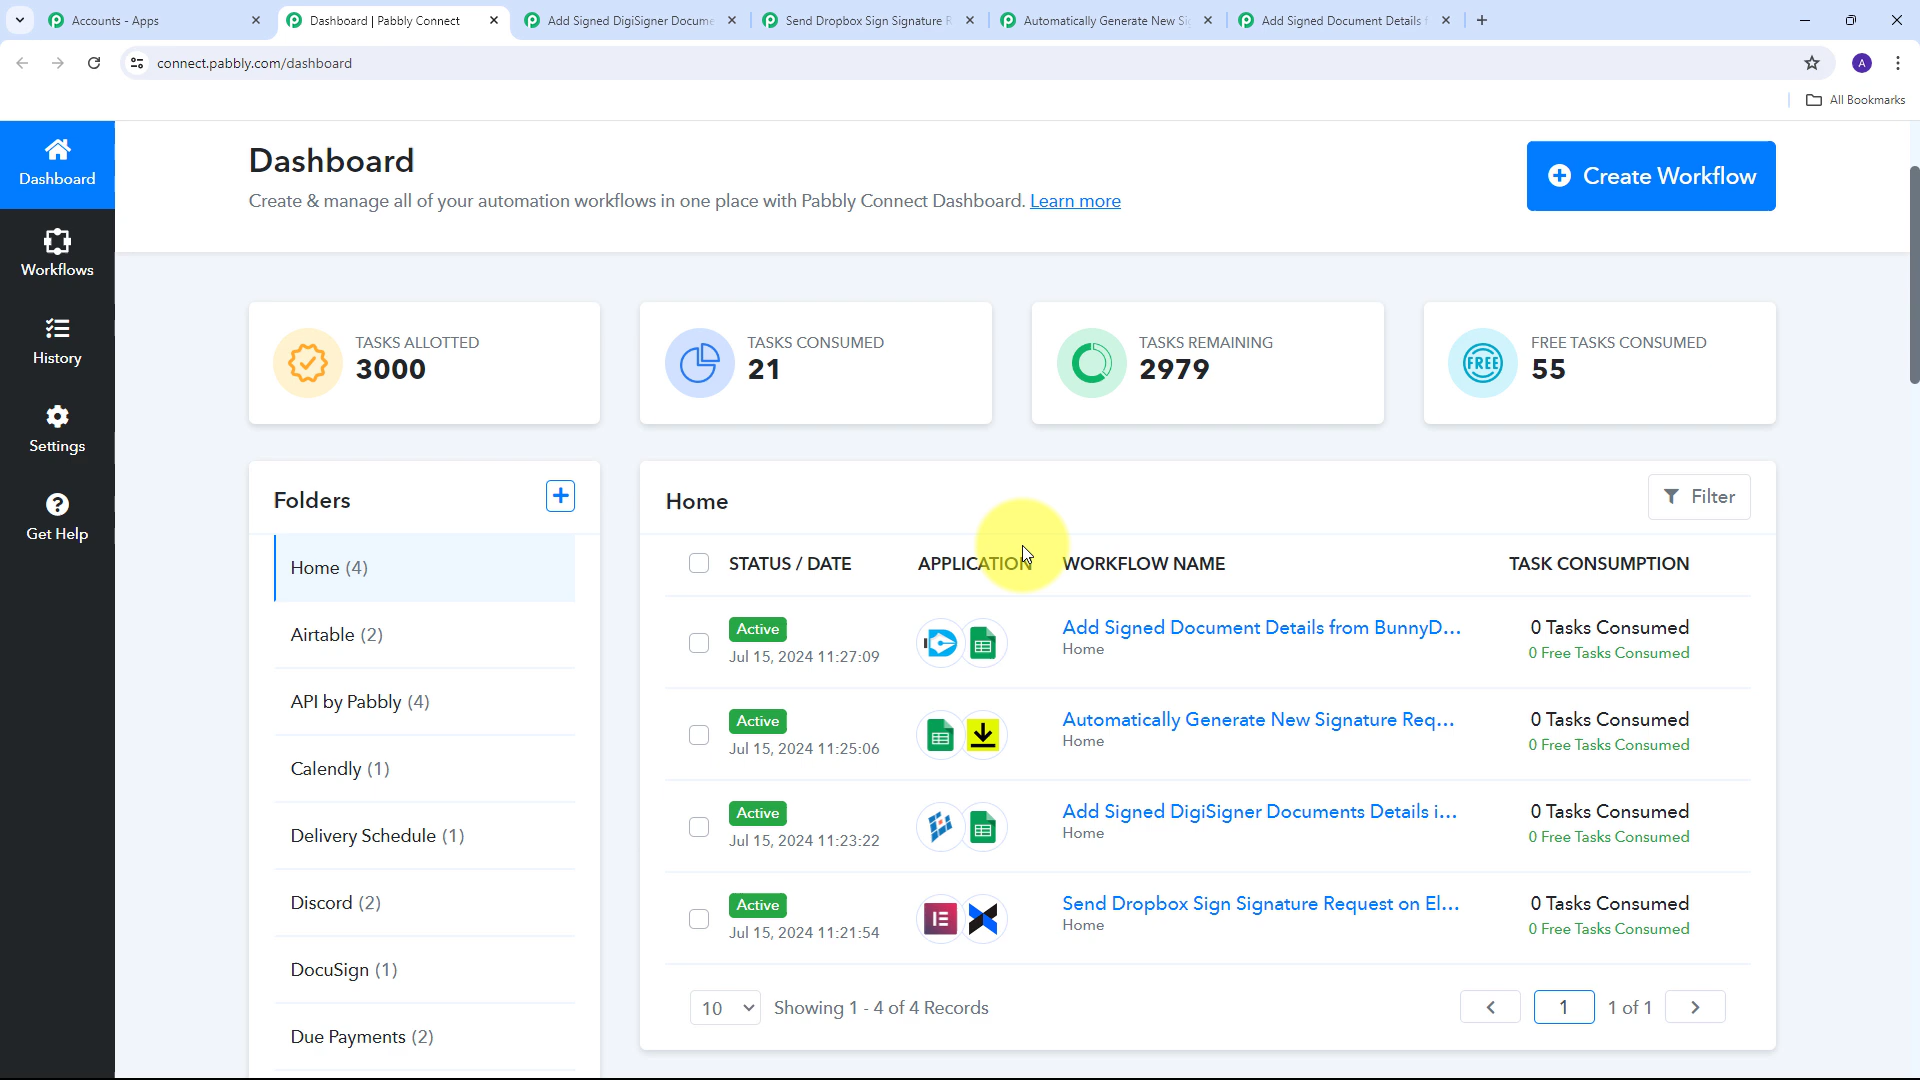 Accounts - Apps
Dashboard | Pabbly Connect
Add Signed DigiSigner Docume
Send Dropbox Sign Signature R
Automatically Generate New Si
Add Signed Document Details f
connect.pabbly.com/dashboard
A
All Bookmarks
Dashboard
Workflows
History
Settings
Get Help
Dashboard
Create & manage all of your automation workflows in one place with Pabbly Connect Dashboard. Learn more
Create Workflow
TASKS ALLOTTED
3000
TASKS CONSUMED
21
TASKS REMAINING
2979
FREE
FREE TASKS CONSUMED
55
Folders
Home (4)
Airtable (2)
API by Pabbly (4)
Calendly (1)
Delivery Schedule (1)
Discord (2)
DocuSign (1)
Due Payments (2)
Home
Filter
STATUS / DATE APPLICATION WORKFLOW NAME TASK CONSUMPTION
Active
Jul 15, 2024 11:27:09
Add Signed Document Details from BunnyD...
Home
0 Tasks Consumed
0 Free Tasks Consumed
Active
Jul 15, 2024 11:25:06
Automatically Generate New Signature Req...
Home
0 Tasks Consumed
0 Free Tasks Consumed
Active
Jul 15, 2024 11:23:22
Add Signed DigiSigner Documents Details i...
Home
0 Tasks Consumed
0 Free Tasks Consumed
Active
Jul 15, 2024 11:21:54
Send Dropbox Sign Signature Request on El...
Home
0 Tasks Consumed
0 Free Tasks Consumed
10 Showing 1 - 4 of 4 Records
1 1 of 1